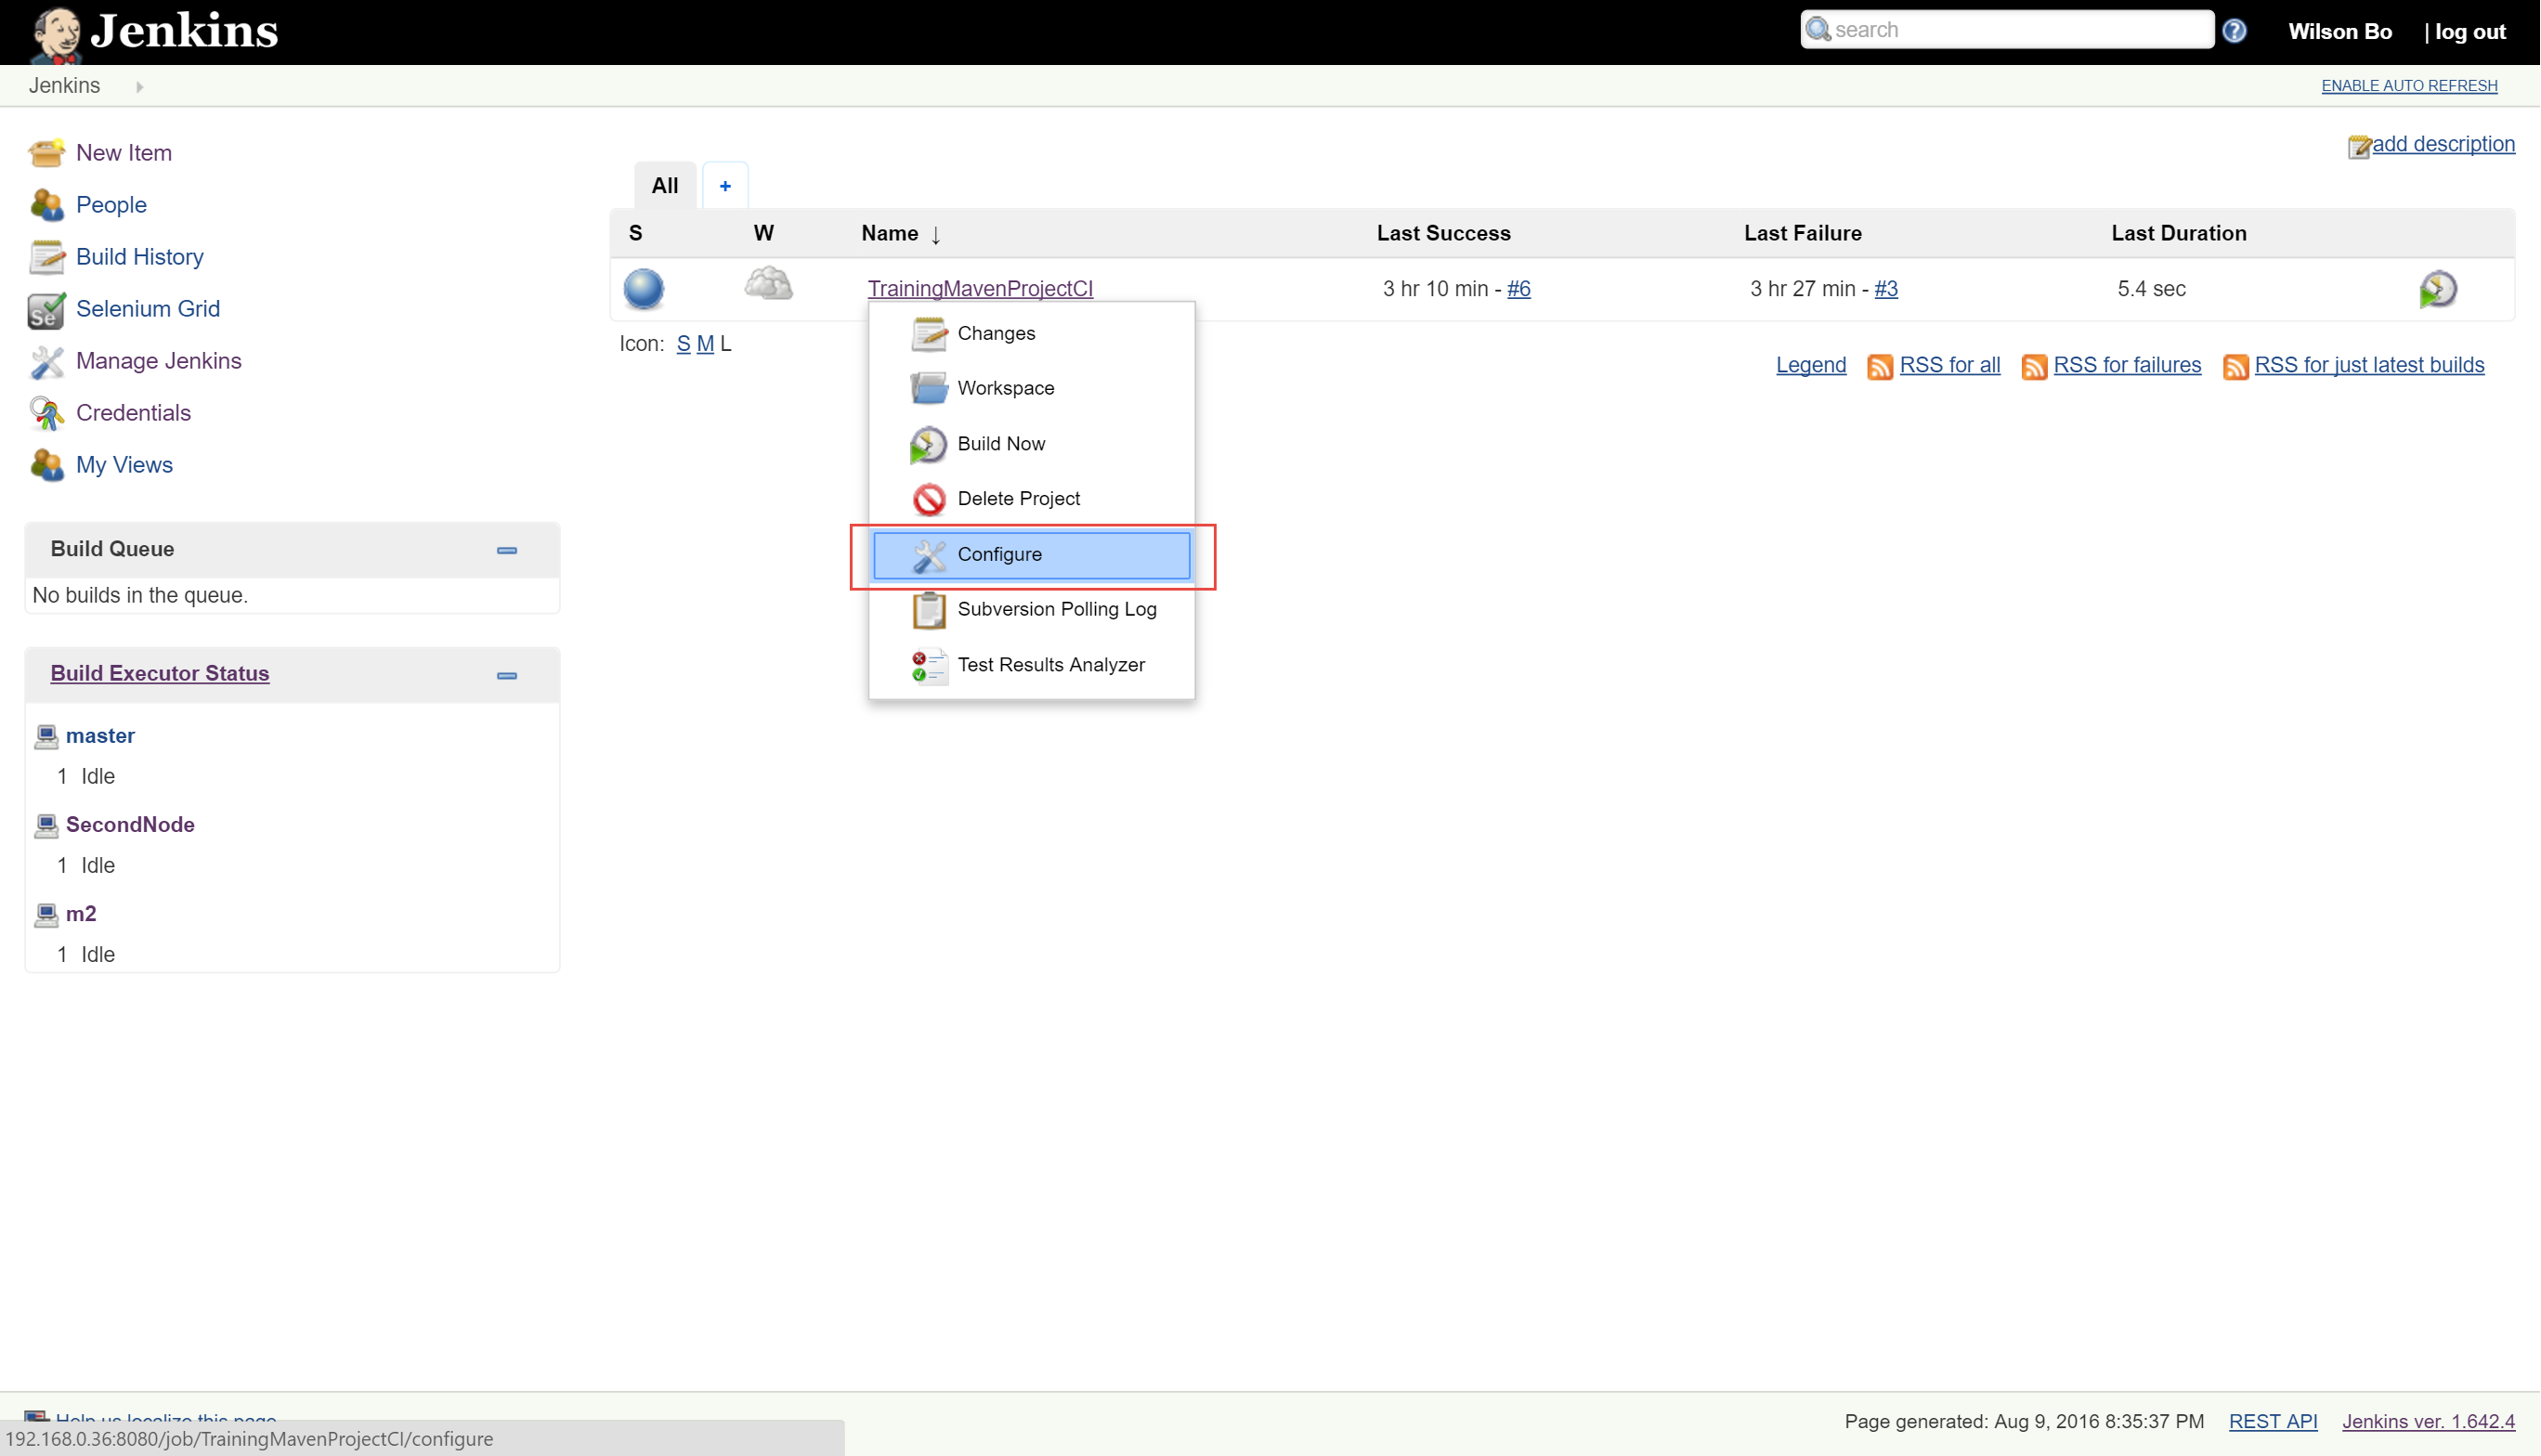 Jenkins
search
Wilson Bo | log out
Jenkins
ENABLE AUTO REFRESH
New Item
People
Build History
Selenium Grid
Manage Jenkins
Credentials
My Views
Build Queue
No builds in the queue.
Build Executor Status
master
1 Idle
SecondNode
1 Idle
m2
1 Idle
add description
All +
S W Name ↓ Last Success Last Failure Last Duration
TrainingMavenProjectCI 3 hr 10 min - #6 3 hr 27 min - #3 5.4 sec
Icon: S M L
Legend RSS for all RSS for failures RSS for just latest builds
Changes
Workspace
Build Now
Delete Project
Configure
Subversion Polling Log
Test Results Analyzer
Help us localize this page
Page generated: Aug 9, 2016 8:35:37 PM REST API Jenkins ver. 1.642.4
192.168.0.36:8080/job/TrainingMavenProjectCI/configure